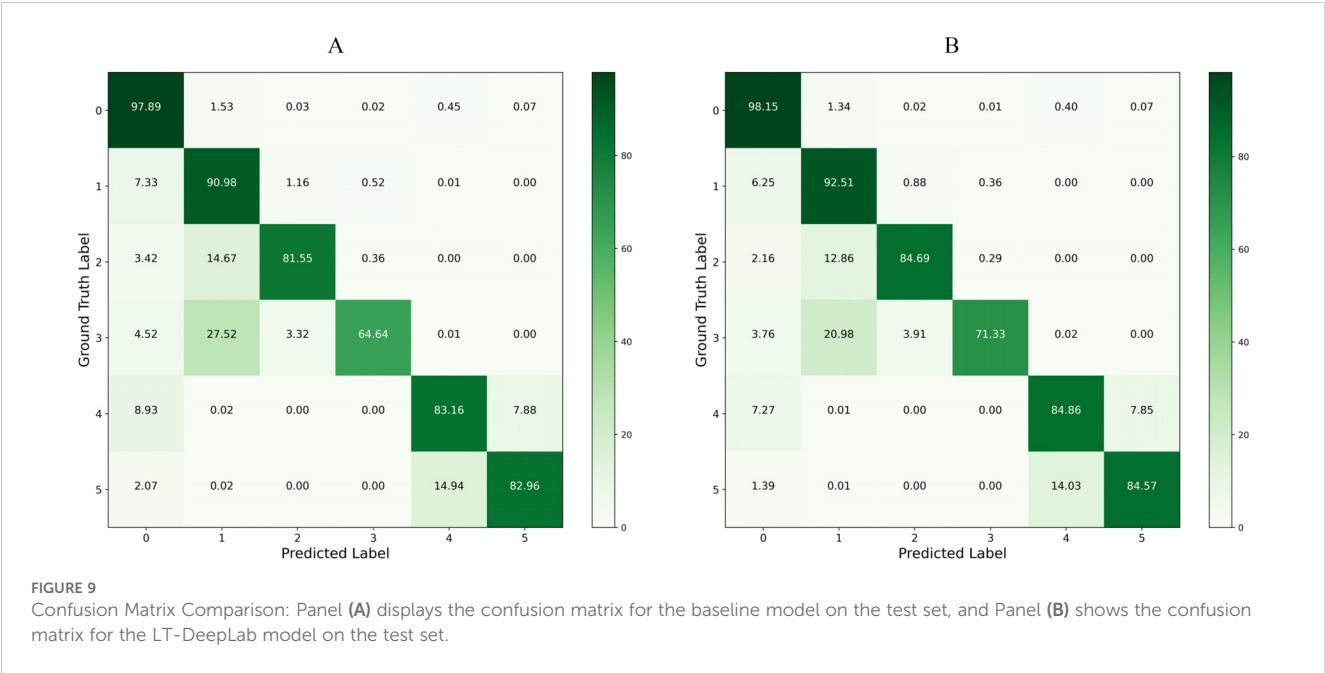 A
B
Ground Truth Label
0 97.89 1.53 0.03 0.02 0.45 0.07
1 7.33 90.98 1.16 0.52 0.01 0.00
2 3.42 14.67 81.55 0.36 0.00 0.00
3 4.52 27.52 3.32 64.64 0.01 0.00
4 8.93 0.02 0.00 0.00 83.16 7.88
5 2.07 0.02 0.00 0.00 14.94 82.96
0 1 2 3 4 5
Predicted Label
80
60
40
20
0
Ground Truth Label
0 98.15 1.34 0.02 0.01 0.40 0.07
1 6.25 92.51 0.88 0.36 0.00 0.00
2 2.16 12.86 84.69 0.29 0.00 0.00
3 3.76 20.98 3.91 71.33 0.02 0.00
4 7.27 0.01 0.00 0.00 84.86 7.85
5 1.39 0.01 0.00 0.00 14.03 84.57
0 1 2 3 4 5
Predicted Label
80
60
40
20
0
FIGURE 9
Confusion Matrix Comparison: Panel (A) displays the confusion matrix for the baseline model on the test set, and Panel (B) shows the confusion
matrix for the LT-DeepLab model on the test set.